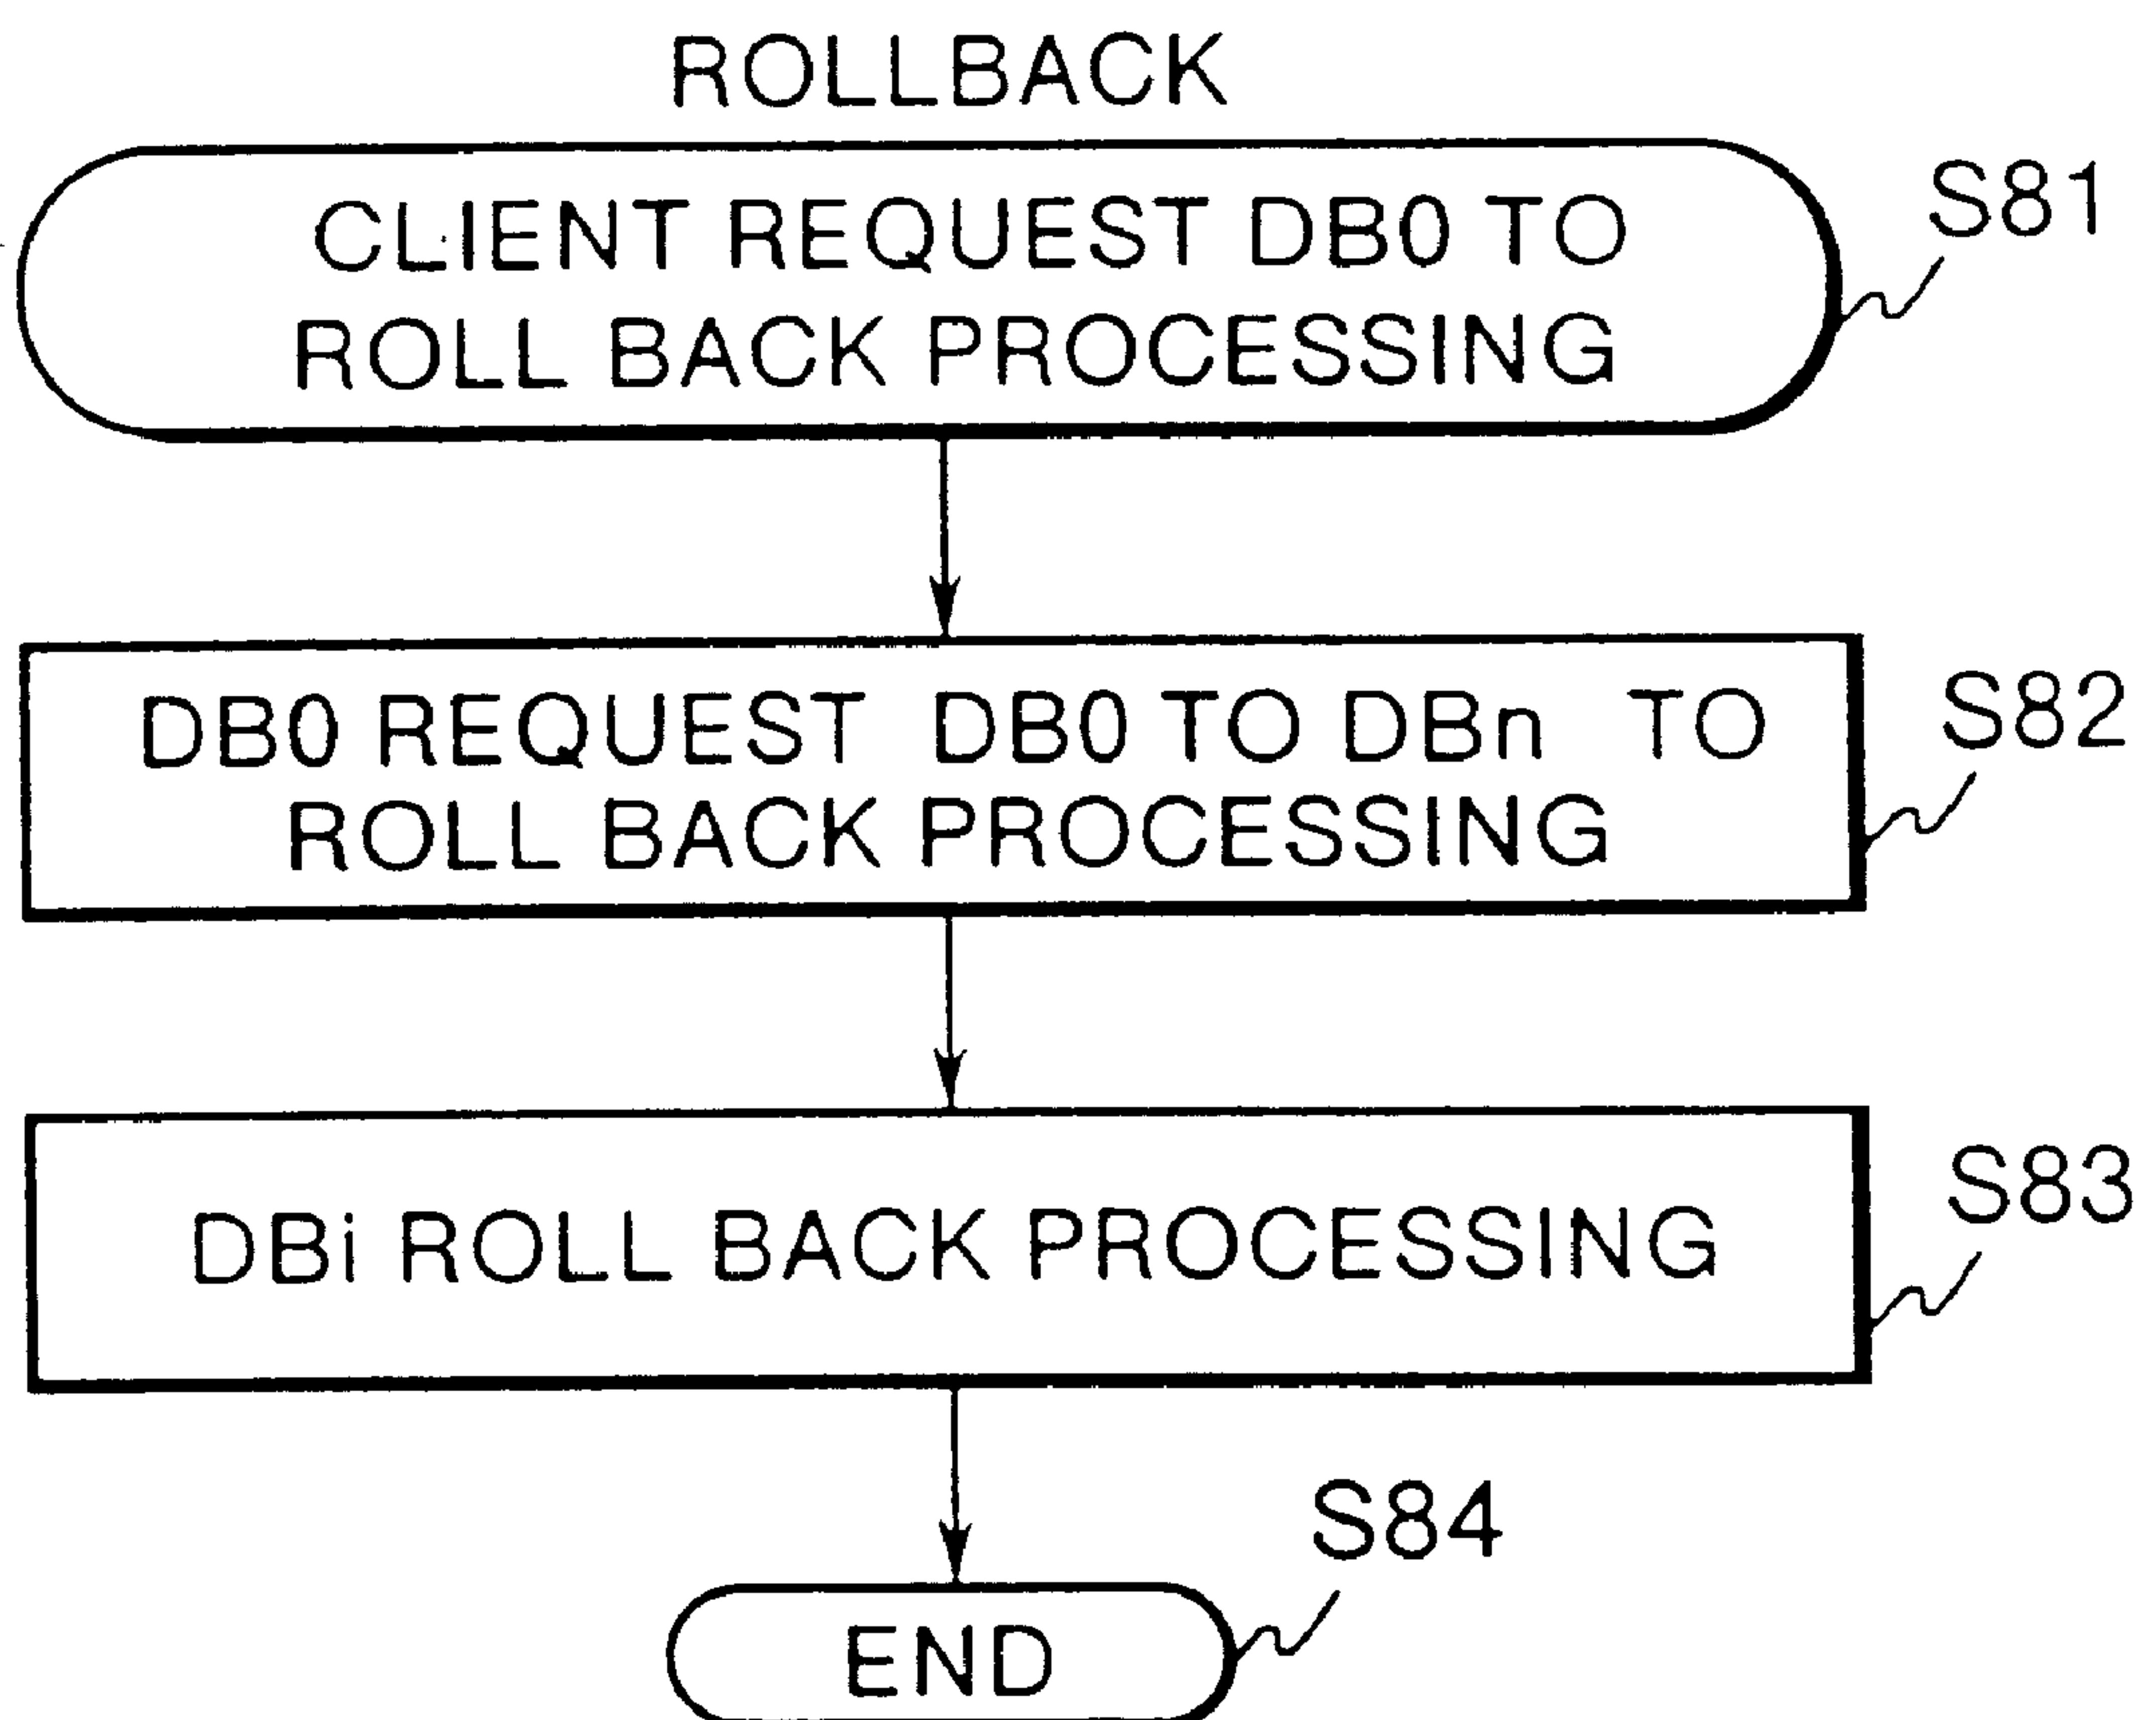 ROLLBACK
CLIENT REQUEST DB0 TO
ROLL BACK PROCESSING
S81
DB0 REQUEST DB0 TO DBn TO
ROLL BACK PROCESSING
S82
DBi ROLL BACK PROCESSING
S83
S84
END